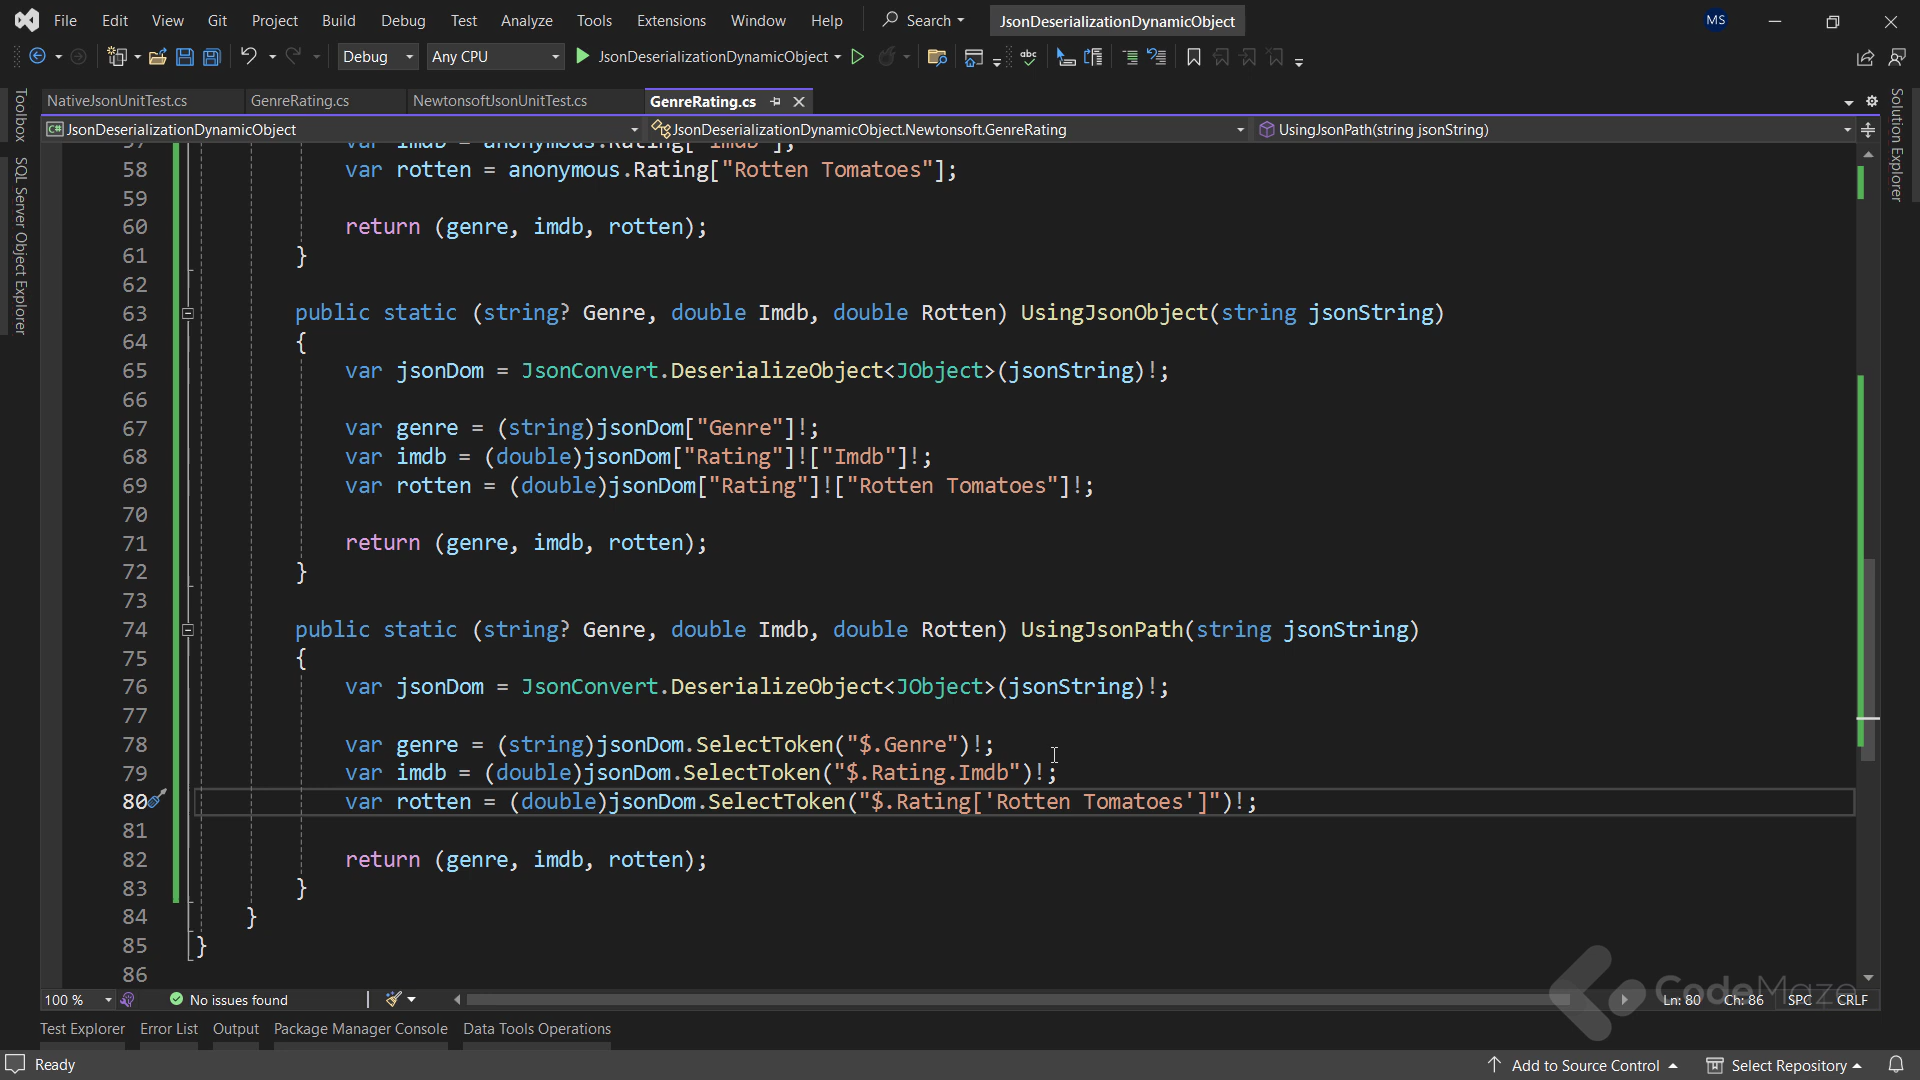 File Edit View Git Project Build Debug Test Analyze Tools Extensions Window Help Search JsonDeserializationDynamicObject MS
Debug Any CPU JsonDeserializationDynamicObject
NativeJsonUnitTest.cs GenreRating.cs NewtonsoftJsonUnitTest.cs GenreRating.cs
C# JsonDeserializationDynamicObject JsonDeserializationDynamicObject.Newtonsoft.GenreRating UsingJsonPath(string jsonString)
Toolbox
SQL Server Object Explorer
Solution Explorer
57 var imdb = anonymous.Rating["Imdb"];
58 var rotten = anonymous.Rating["Rotten Tomatoes"];
59
60 return (genre, imdb, rotten);
61 }
62
63 public static (string? Genre, double Imdb, double Rotten) UsingJsonObject(string jsonString)
64 {
65 var jsonDom = JsonConvert.DeserializeObject<JObject>(jsonString)!;
66
67 var genre = (string)jsonDom["Genre"]!;
68 var imdb = (double)jsonDom["Rating"]!["Imdb"]!;
69 var rotten = (double)jsonDom["Rating"]!["Rotten Tomatoes"]!;
70
71 return (genre, imdb, rotten);
72 }
73
74 public static (string? Genre, double Imdb, double Rotten) UsingJsonPath(string jsonString)
75 {
76 var jsonDom = JsonConvert.DeserializeObject<JObject>(jsonString)!;
77
78 var genre = (string)jsonDom.SelectToken("$.Genre")!;
79 var imdb = (double)jsonDom.SelectToken("$.Rating.Imdb")!;
80 var rotten = (double)jsonDom.SelectToken("$.Rating['Rotten Tomatoes']")!;
81
82 return (genre, imdb, rotten);
83 }
84 }
85 }
86
CodeMaze
100 % No issues found Ln: 80 Ch: 86 SPC CRLF
Test Explorer Error List Output Package Manager Console Data Tools Operations
Ready Add to Source Control Select Repository